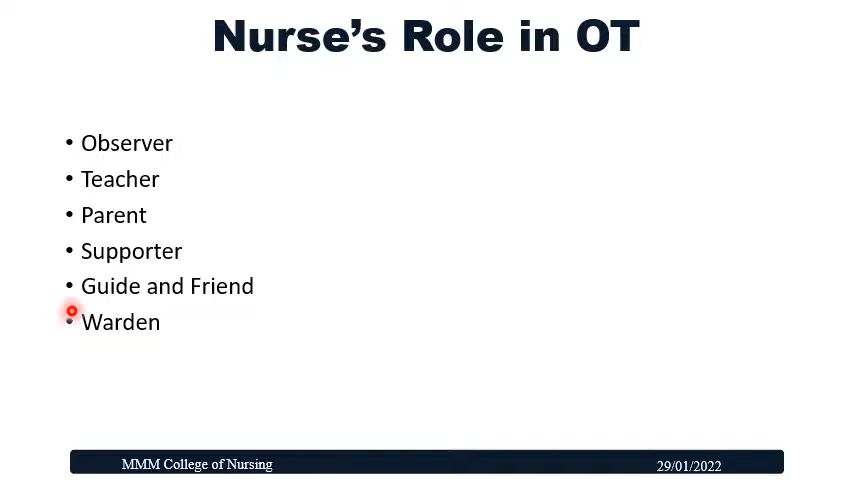 Nurse's Role in OT
• Observer
• Teacher
• Parent
• Supporter
• Guide and Friend
• Warden
MMM College of Nursing
29/01/2022